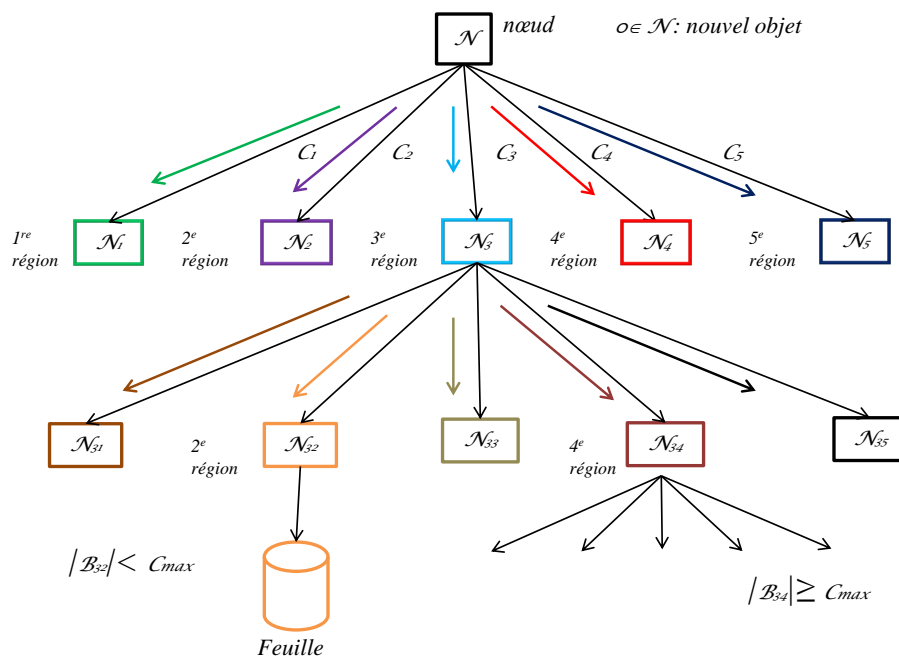 𝒩 nœud o∈ 𝒩: nouvel objet
C1 C2 C3 C4 C5
1re région 𝒩1 2e région 𝒩2 3e région 𝒩3 4e région 𝒩4 5e région 𝒩5
𝒩31 2e région 𝒩32 𝒩33 4e région 𝒩34 𝒩35
|ℬ32|< Cmax
|ℬ34|≥ Cmax
Feuille